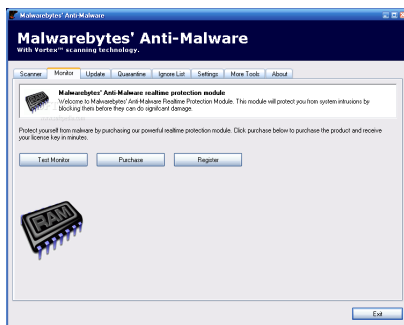 Malwarebytes' Anti-Malware
Malwarebytes' Anti-Malware
With Vortex™ scanning technology.
Scanner Monitor Update Quarantine Ignore List Settings More Tools About
Malwarebytes' Anti-Malware realtime protection module
Welcome to Malwarebytes' Anti-Malware Realtime Protection Module. This module will protect you from system intrusions by
blocking them before they can do signifcant damage.
Protect yourself from malware by purchasing our powerful realtime protection module. Click purchase below to purchase the product and receive
your license key in minutes.
Test Monitor Purchase Register
RAM
Exit